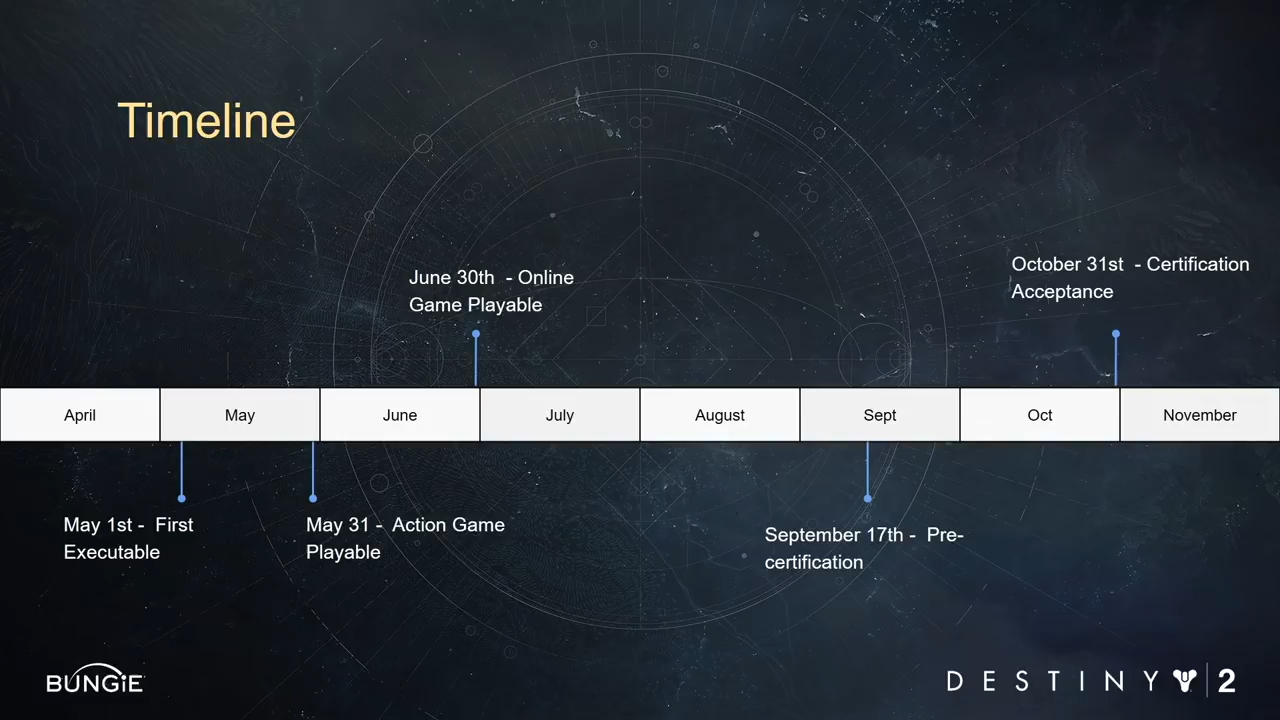 Timeline
June 30th  - Online
Game Playable
October 31st  - Certification
Acceptance
April
May
June
July
August
Sept
Oct
November
May 1st -  First
Executable
May 31 -  Action Game
Playable
September 17th -  Pre-
certification
BUNGiE
DESTINY 2